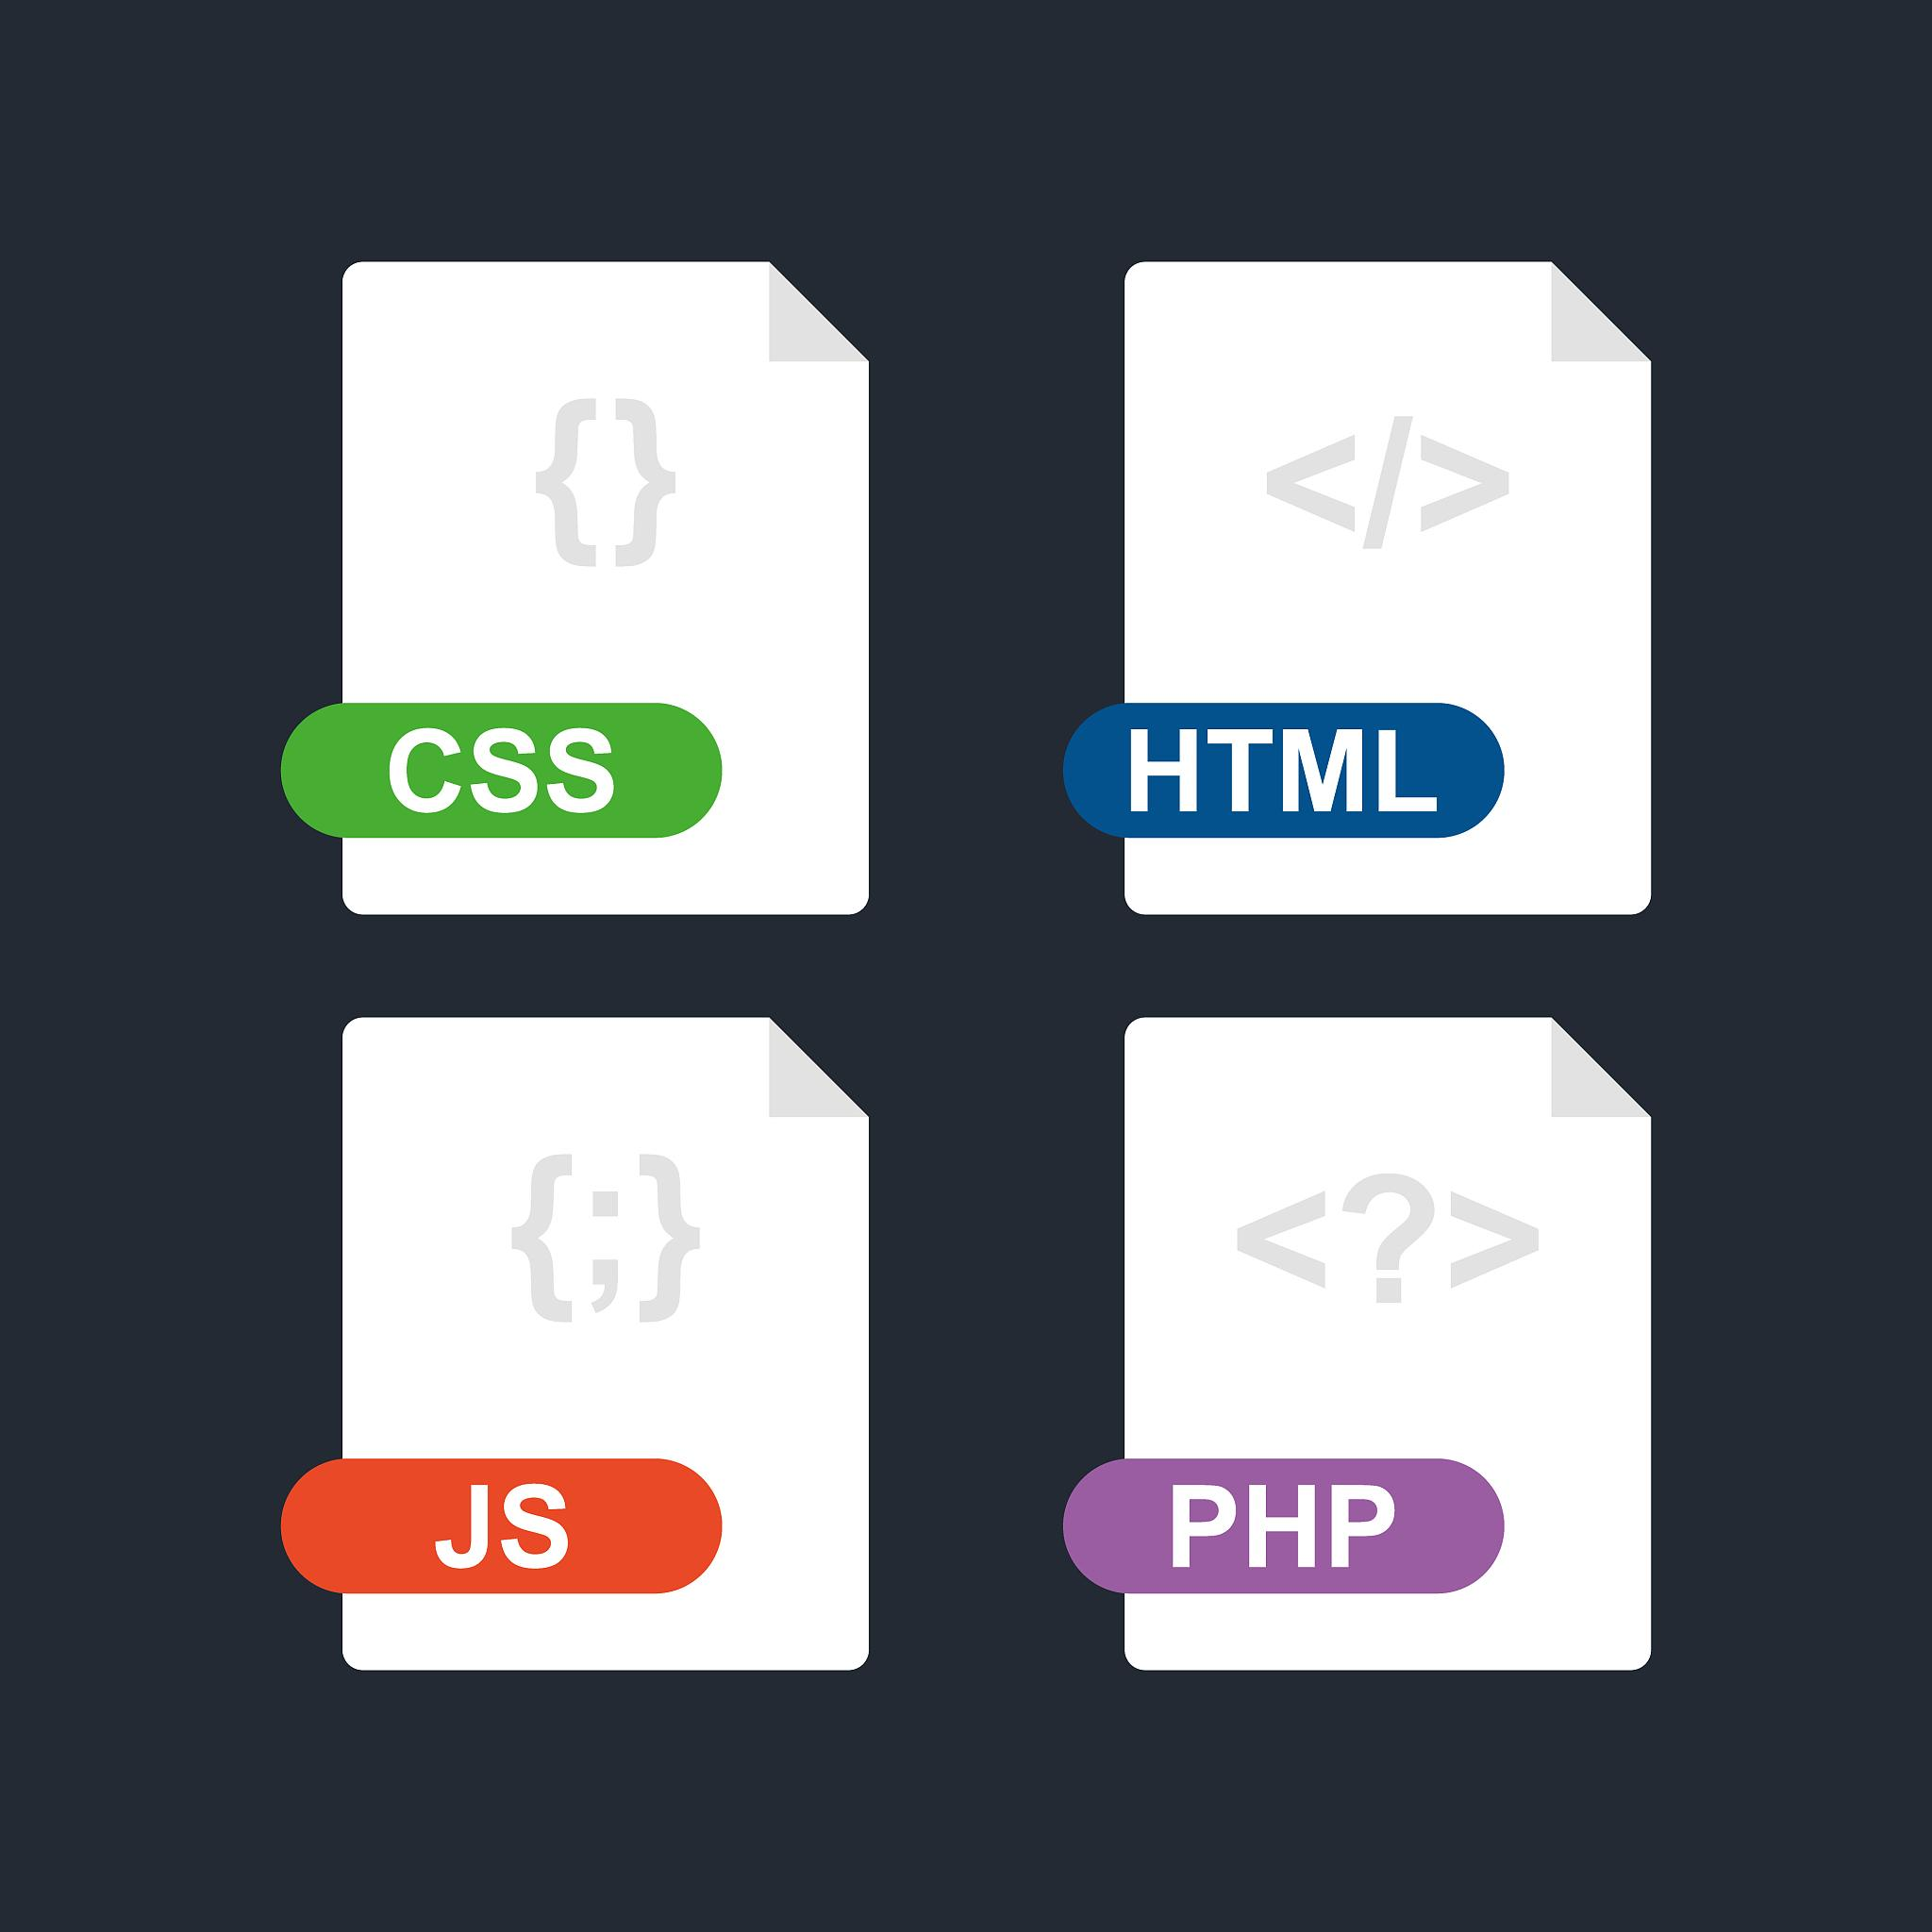 {}
</>
CSS
HTML
{;}
<?>
JS
PHP